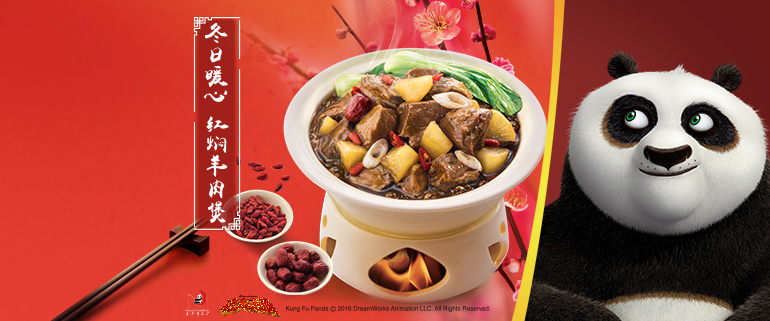 冬日暖心
红焖羊肉煲
Kung Fu Panda © 2016 DreamWorks Animation LLC. All Rights Reserved.